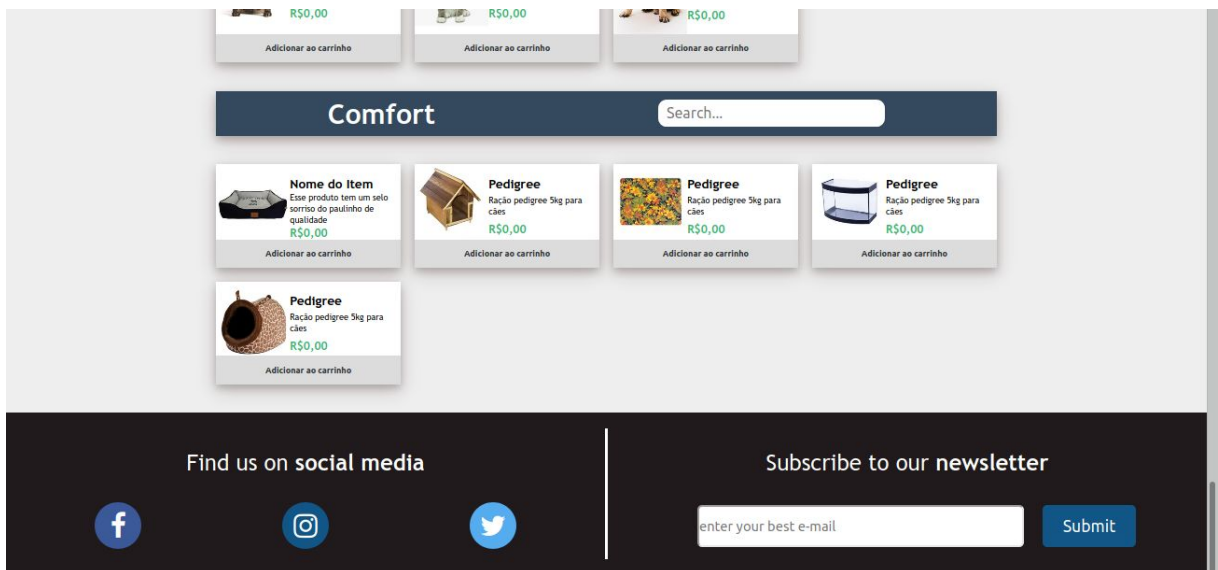 R$0,00
R$0,00
R$0,00
Adicionar ao carrinho
Adicionar ao carrinho
Adicionar ao carrinho
Comfort
Search...
Nome do Item
Esse produto tem um selo
sorriso do paulinho de
qualidade
R$0,00
Adicionar ao carrinho
Pedigree
Ração pedigree 5kg para
cães
R$0,00
Adicionar ao carrinho
Pedigree
Ração pedigree 5kg para
cães
R$0,00
Adicionar ao carrinho
Pedigree
Ração pedigree 5kg para
cães
R$0,00
Adicionar ao carrinho
Pedigree
Ração pedigree 5kg para
cães
R$0,00
Adicionar ao carrinho
Find us on social media
Subscribe to our newsletter
enter your best e-mail
Submit